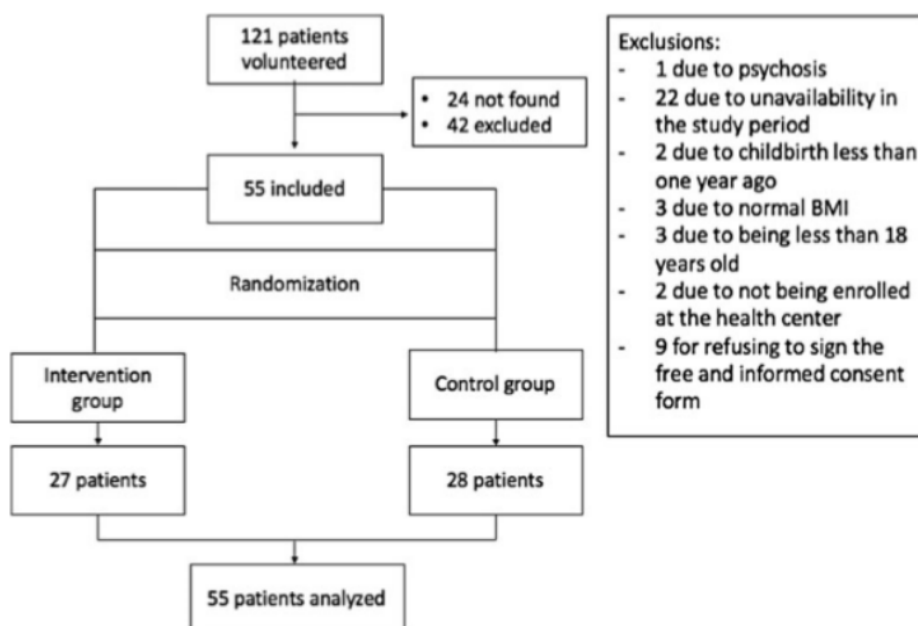 121 patients
volunteered
• 24 not found
• 42 excluded
55 included
Randomization
Intervention
group
Control group
27 patients
28 patients
55 patients analyzed
Exclusions:
- 1 due to psychosis
- 22 due to unavailability in
the study period
- 2 due to childbirth less than
one year ago
- 3 due to normal BMI
- 3 due to being less than 18
years old
- 2 due to not being enrolled
at the health center
- 9 for refusing to sign the
free and informed consent
form